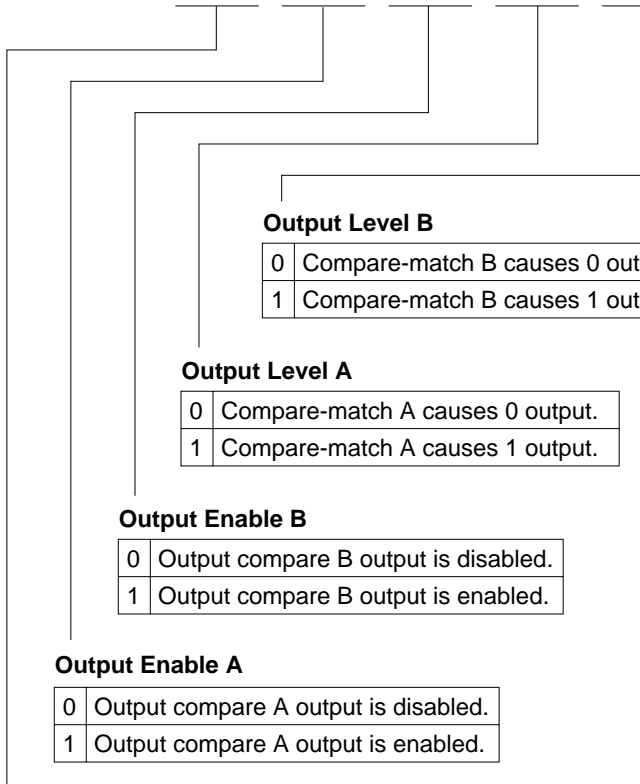 Output Level B
0 Compare-match B causes 0 out
1 Compare-match B causes 1 out
Output Level A
0 Compare-match A causes 0 output.
1 Compare-match A causes 1 output.
Output Enable B
0 Output compare B output is disabled.
1 Output compare B output is enabled.
Output Enable A
0 Output compare A output is disabled.
1 Output compare A output is enabled.